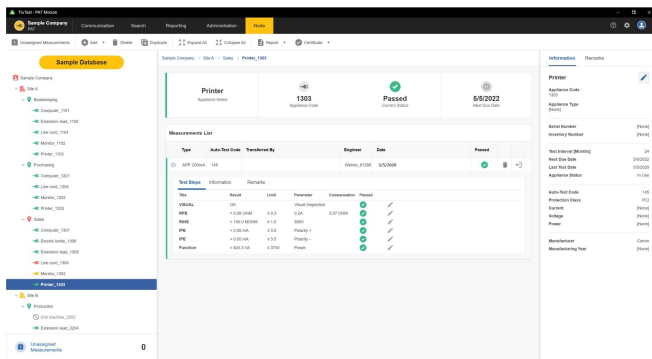 TruTest - PAT Module
Sample Company
PAT
Communication
Search
Reporting
Administration
Node
Unassigned Measurements
Add
Delete
Duplicate
Expand All
Collapse All
Report
Certificate
Sample Database
Sample Company
Site A
Bookkeeping
Computer_1101
Extension lead_1105
Line cord_1104
Monitor_1102
Printer_1103
Purchasing
Computer_1201
Line cord_1204
Monitor_1202
Printer_1203
Sales
Computer_1301
Electric kettle_1306
Extension lead_1305
Line cord_1304
Monitor_1302
Printer_1303
Site B
Production
Drill machine_2202
Extension lead_2204
Unassigned
Measurements
0
Sample Company > Site A > Sales > Printer_1303
Printer
Appliance Name
1303
Appliance Code
Passed
Current Status
5/5/2022
Next Due Date
Measurements List
Type Auto-Test Code Transferred By Engineer Date Passed
APP: 200mA 145 5/5/2020
Test Steps Information Remarks
Title Result Limit Parameter Compensation Passed
VISUAL OK Visual Inspection
RPE = 0.08 OHM ≤ 0.3 0.2A 0.07 OHM
RINS > 100.0 MOHM ≥ 1.0 500V
IPE = 0.05 mA ≤ 3.5 Polarity +
IPE = 0.05 mA ≤ 3.5 Polarity -
Function = 824.3 VA ≤ 3700 Power
Information
Remarks
Printer
Appliance Code
1303
Appliance Type
[None]
Serial Number [None]
Inventory Number [None]
Test Interval [Months] 24
Next Due Date 5/5/2022
Last Test Date 5/5/2020
Appliance Status In Use
Auto-Test Code 145
Protection Class
Current [None]
Voltage [None]
Power [None]
Manufacturer Canon
Manufacturing Year [None]